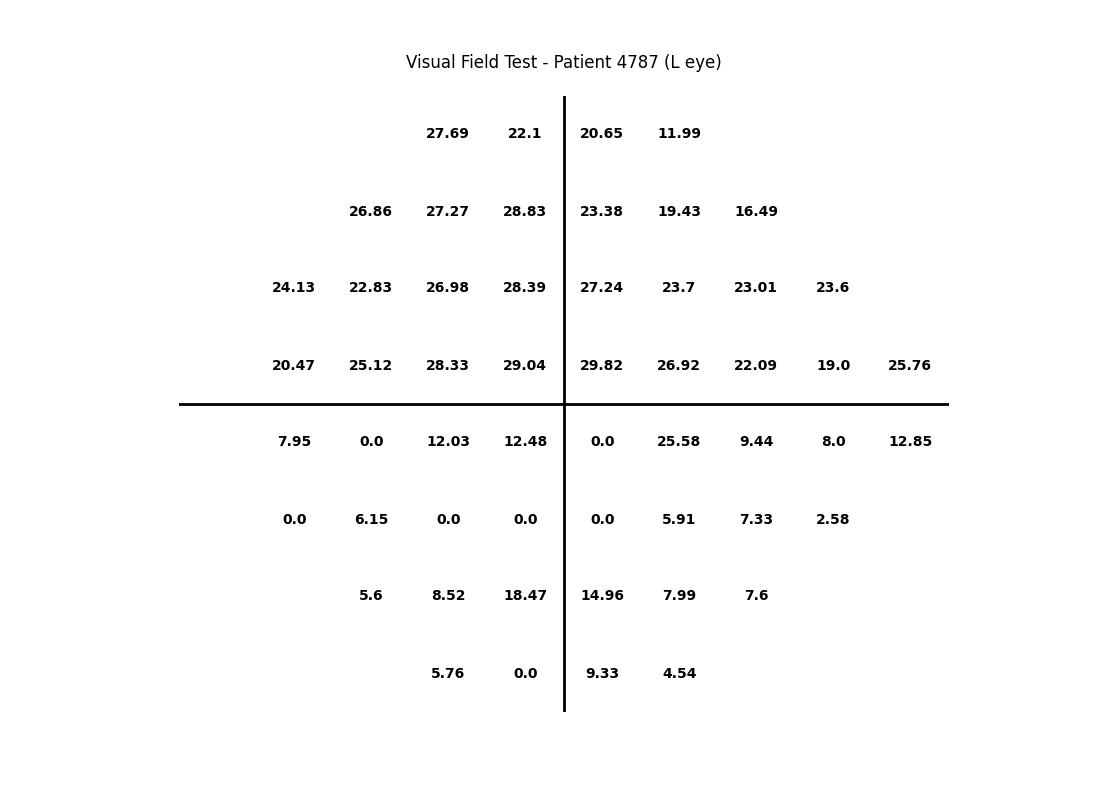 Visual Field Test - Patient 4787 (L eye)
27.69 22.1 20.65 11.99
26.86 27.27 28.83 23.38 19.43 16.49
24.13 22.83 26.98 28.39 27.24 23.7 23.01 23.6
20.47 25.12 28.33 29.04 29.82 26.92 22.09 19.0 25.76
7.95 0.0 12.03 12.48 0.0 25.58 9.44 8.0 12.85
0.0 6.15 0.0 0.0 0.0 5.91 7.33 2.58
5.6 8.52 18.47 14.96 7.99 7.6
5.76 0.0 9.33 4.54